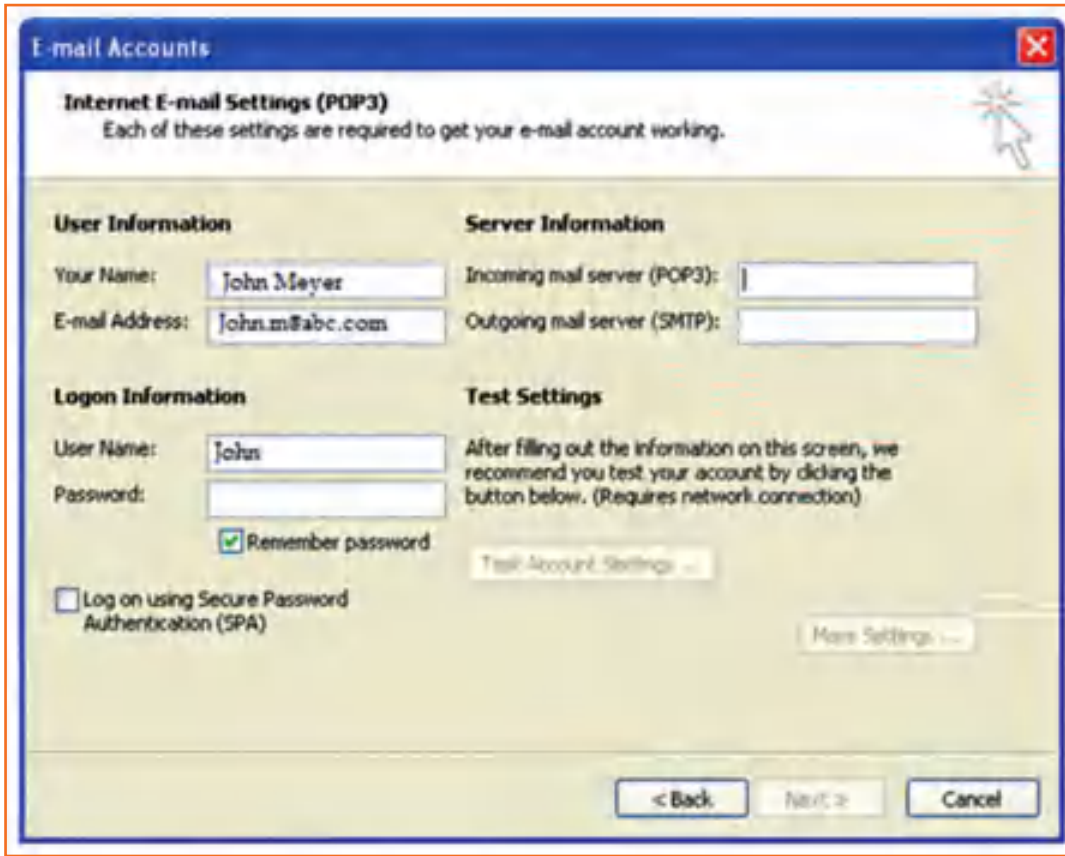 E-mail Accounts
Internet E-mail Settings (POP3)
Each of these settings are required to get your e-mail account working.
User Information
Your Name: John Meyer
E-mail Address: John.m@abc.com
Server Information
Incoming mail server (POP3):
Outgoing mail server (SMTP):
Logon Information
User Name: John
Password:
Remember password
Log on using Secure Password
Authentication (SPA)
Test Settings
After filling out the information on this screen, we
recommend you test your account by clicking the
button below. (Requires network connection)
Test Account Settings ...
More Settings ...
< Back
Next >
Cancel